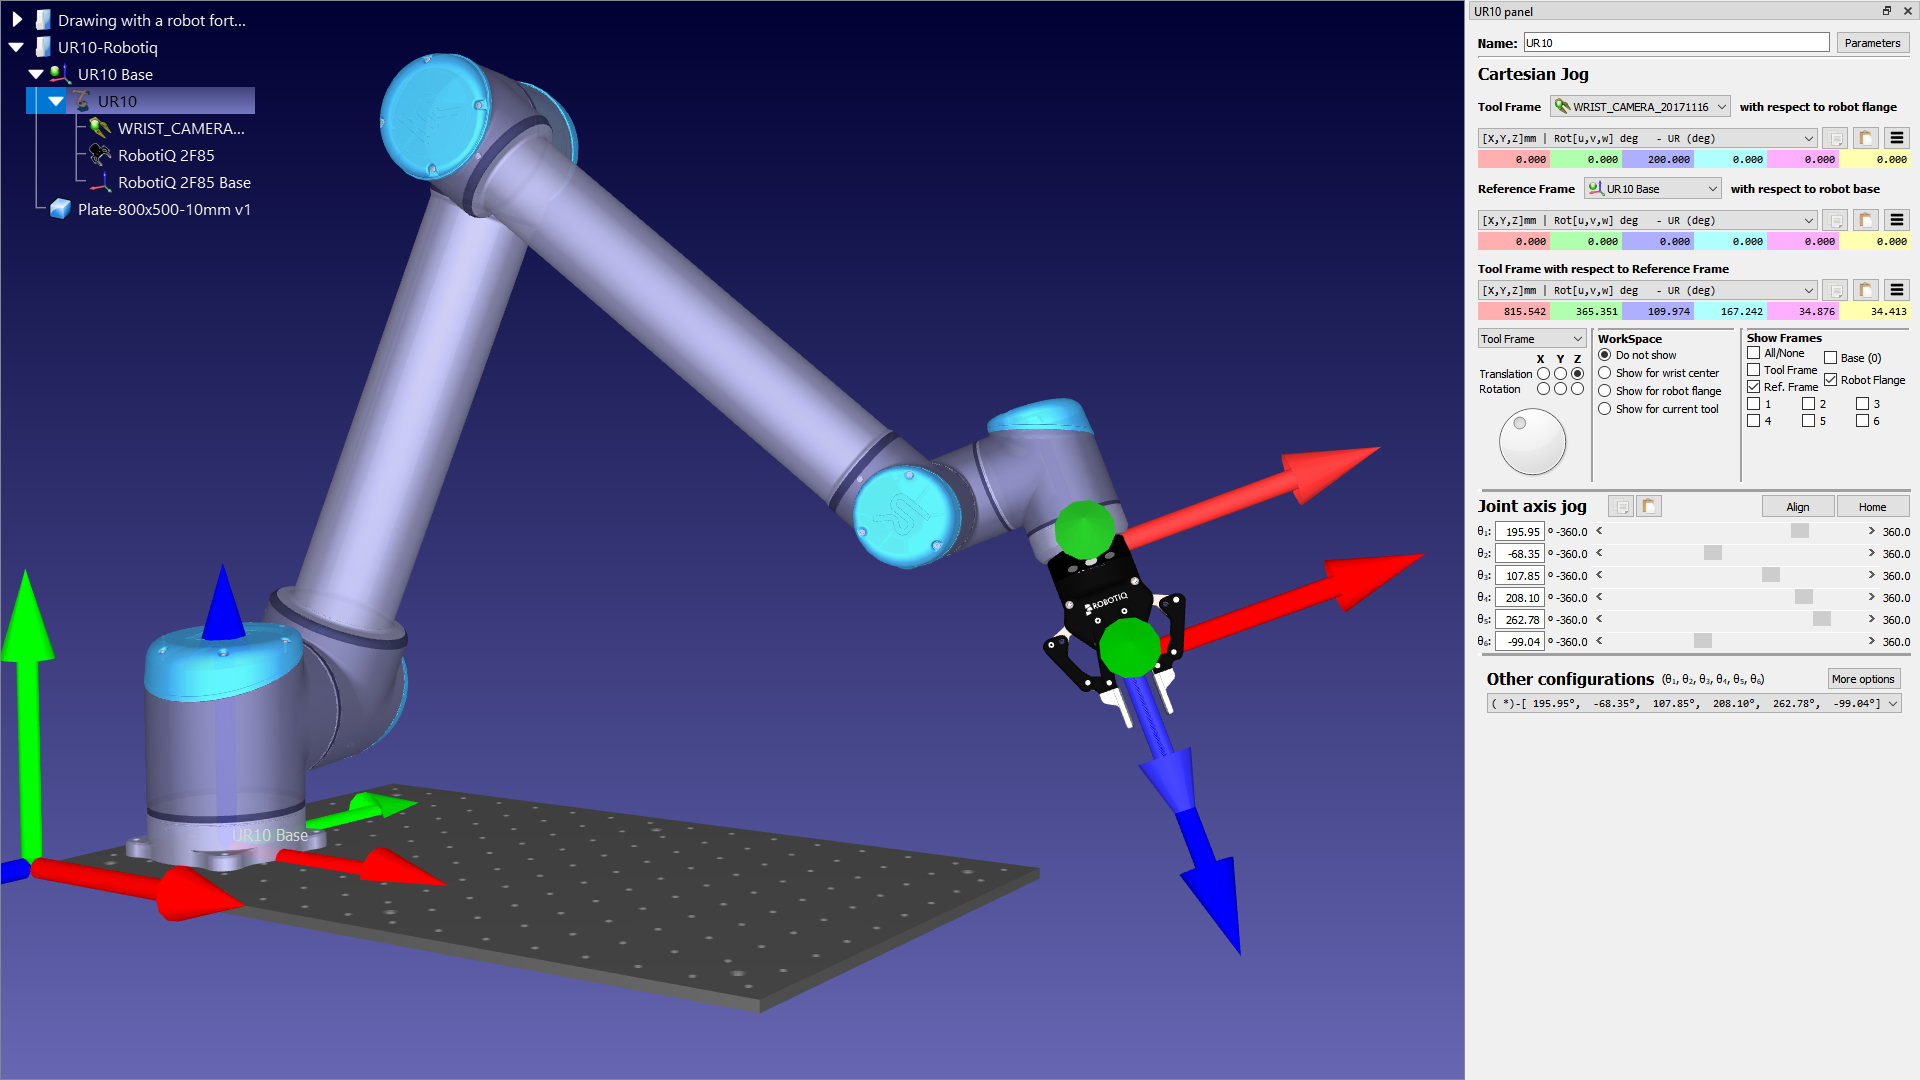 Drawing with a robot fort...
UR10-Robotiq
UR10 Base
UR10
WRIST_CAMERA...
RobotiQ 2F85
RobotiQ 2F85 Base
Plate-800x500-10mm v1
ROBOTIQ
UR10 Base
UR10 panel
Name: UR10 Parameters
Cartesian Jog
Tool Frame WRIST_CAMERA_20171116 with respect to robot flange
[X,Y,Z]mm | Rot[u,v,w] deg - UR (deg)
0.000 0.000 200.000 0.000 0.000 0.000
Reference Frame UR10 Base with respect to robot base
[X,Y,Z]mm | Rot[u,v,w] deg - UR (deg)
0.000 0.000 0.000 0.000 0.000 0.000
Tool Frame with respect to Reference Frame
[X,Y,Z]mm | Rot[u,v,w] deg - UR (deg)
815.542 365.351 109.974 167.242 34.876 34.413
Tool Frame
X Y Z
Translation
Rotation
WorkSpace
Do not show
Show for wrist center
Show for robot flange
Show for current tool
Show Frames
All/None Base (0)
Tool Frame
Ref. Frame Robot Flange
1 2 3
4 5 6
Joint axis jog Align Home
θ₁: 195.95 º -360.0 < > 360.0
θ₂: -68.35 º -360.0 < > 360.0
θ₃: 107.85 º -360.0 < > 360.0
θ₄: 208.10 º -360.0 < > 360.0
θ₅: 262.78 º -360.0 < > 360.0
θ₆: -99.04 º -360.0 < > 360.0
Other configurations (θ₁, θ₂, θ₃, θ₄, θ₅, θ₆) More options
( *)-[ 195.95º, -68.35º, 107.85º, 208.10º, 262.78º, -99.04º]